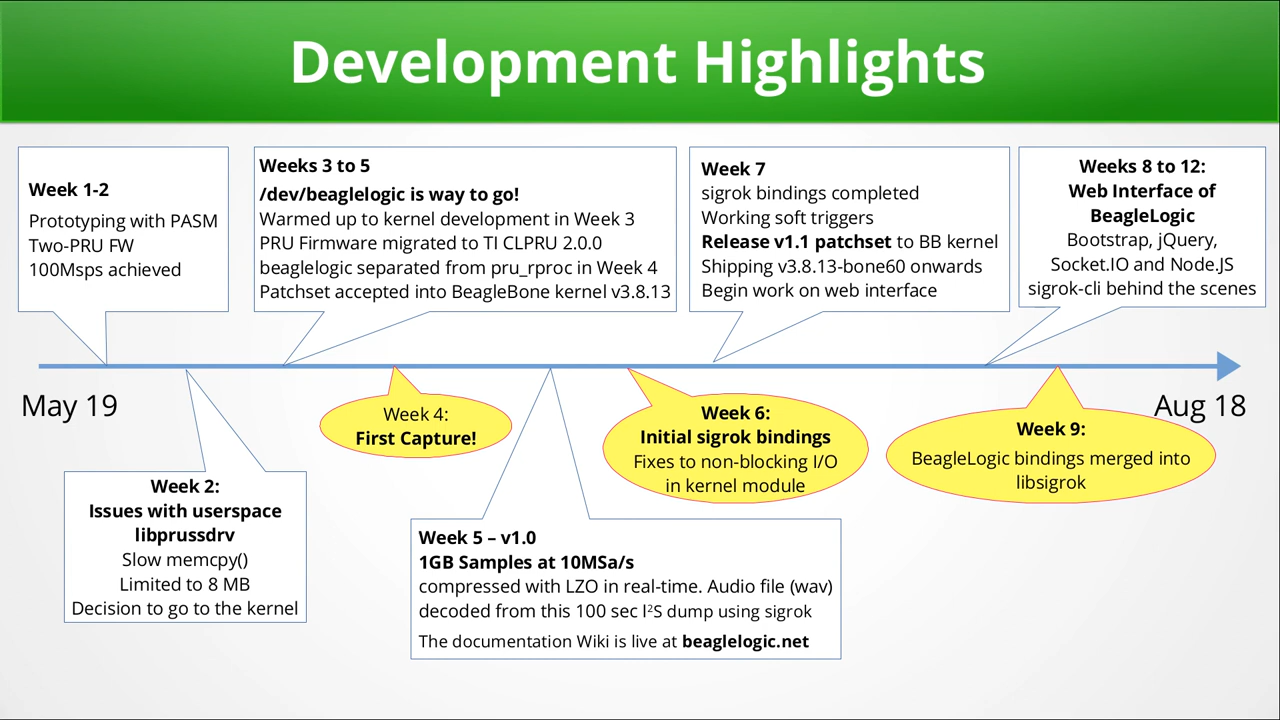 Development Highlights
Week 1-2
Prototyping with PASM
Two-PRU FW
100Msps achieved
Weeks 3 to 5
/dev/beaglelogic is way to go!
Warmed up to kernel development in Week 3
PRU Firmware migrated to TI CLPRU 2.0.0
beaglelogic separated from pru_rproc in Week 4
Patchset accepted into BeagleBone kernel v3.8.13
Week 7
sigrok bindings completed
Working soft triggers
Release v1.1 patchset to BB kernel
Shipping v3.8.13-bone60 onwards
Begin work on web interface
Weeks 8 to 12:
Web Interface of
BeagleLogic
Bootstrap, jQuery,
Socket.IO and Node.JS
sigrok-cli behind the scenes
May 19
Aug 18
Week 2:
Issues with userspace
libprussdrv
Slow memcpy()
Limited to 8 MB
Decision to go to the kernel
Week 4:
First Capture!
Week 5 – v1.0
1GB Samples at 10MSa/s
compressed with LZO in real-time. Audio file (wav)
decoded from this 100 sec I²S dump using sigrok
The documentation Wiki is live at beaglelogic.net
Week 6:
Initial sigrok bindings
Fixes to non-blocking I/O
in kernel module
Week 9:
BeagleLogic bindings merged into
libsigrok